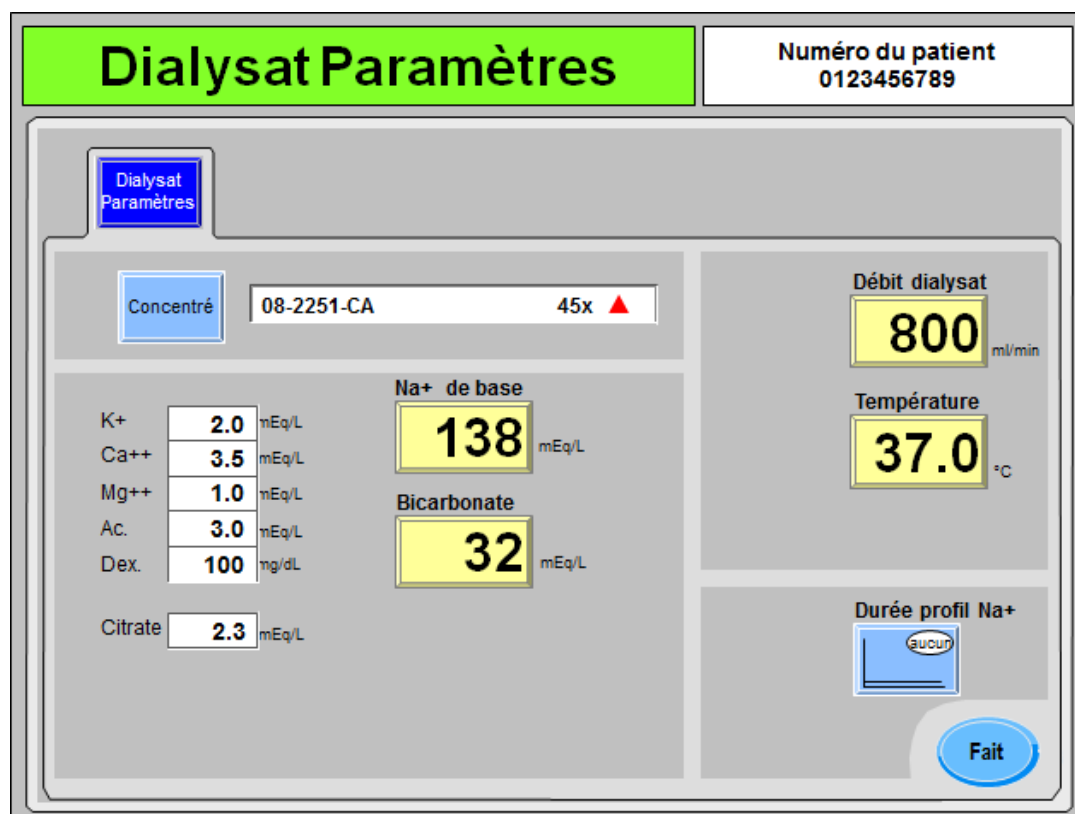 Dialysat Paramètres
Numéro du patient
0123456789
Dialysat
Paramètres
Concentré
08-2251-CA 45x
Débit dialysat
800 ml/min
Température
37.0 °C
Na+ de base
138 mEq/L
Bicarbonate
32 mEq/L
K+ 2.0 mEq/L
Ca++ 3.5 mEq/L
Mg++ 1.0 mEq/L
Ac. 3.0 mEq/L
Dex. 100 mg/dL
Citrate 2.3 mEq/L
Durée profil Na+
aucun
Fait